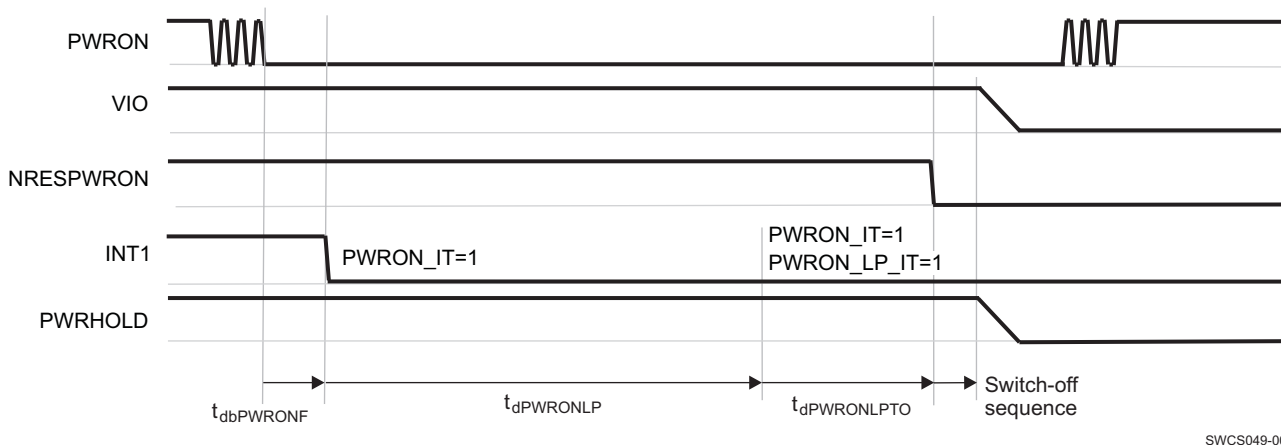 PWRON
VIO
NRESPWRON
INT1
PWRON_IT=1
PWRON_IT=1
PWRON_LP_IT=1
PWRHOLD
tdbPWRONF
tdPWRONLP
tdPWRONLPTO
Switch-off
sequence